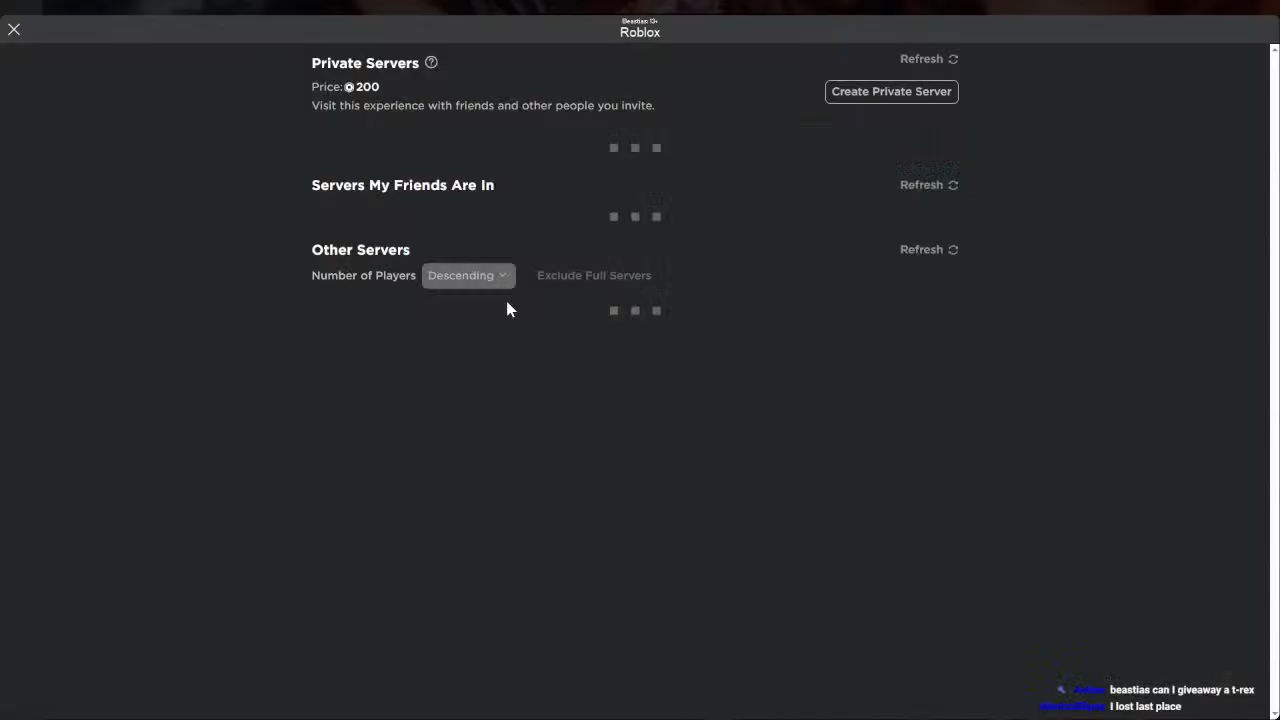 Beastias: 13+
Roblox
Private Servers
Refresh
Price: 200
Create Private Server
Visit this experience with friends and other people you invite.
Servers My Friends Are In
Refresh
Other Servers
Refresh
Number of Players Descending Exclude Full Servers
beastias can I giveaway a t-rex
I lost last place